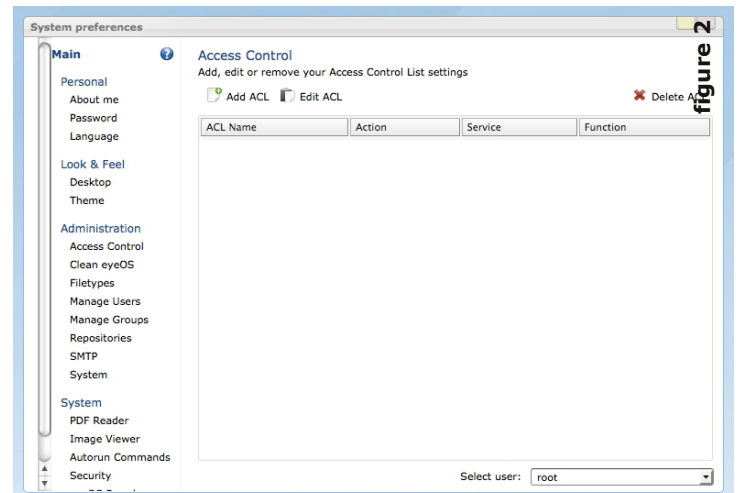 System preferences
figure 2
Main
Personal
About me
Password
Language
Look & Feel
Desktop
Theme
Administration
Access Control
Clean eyeOS
Filetypes
Manage Users
Manage Groups
Repositories
SMTP
System
System
PDF Reader
Image Viewer
Autorun Commands
Security
Access Control
Add, edit or remove your Access Control List settings
Add ACL Edit ACL Delete
ACL Name Action Service Function
Select user: root